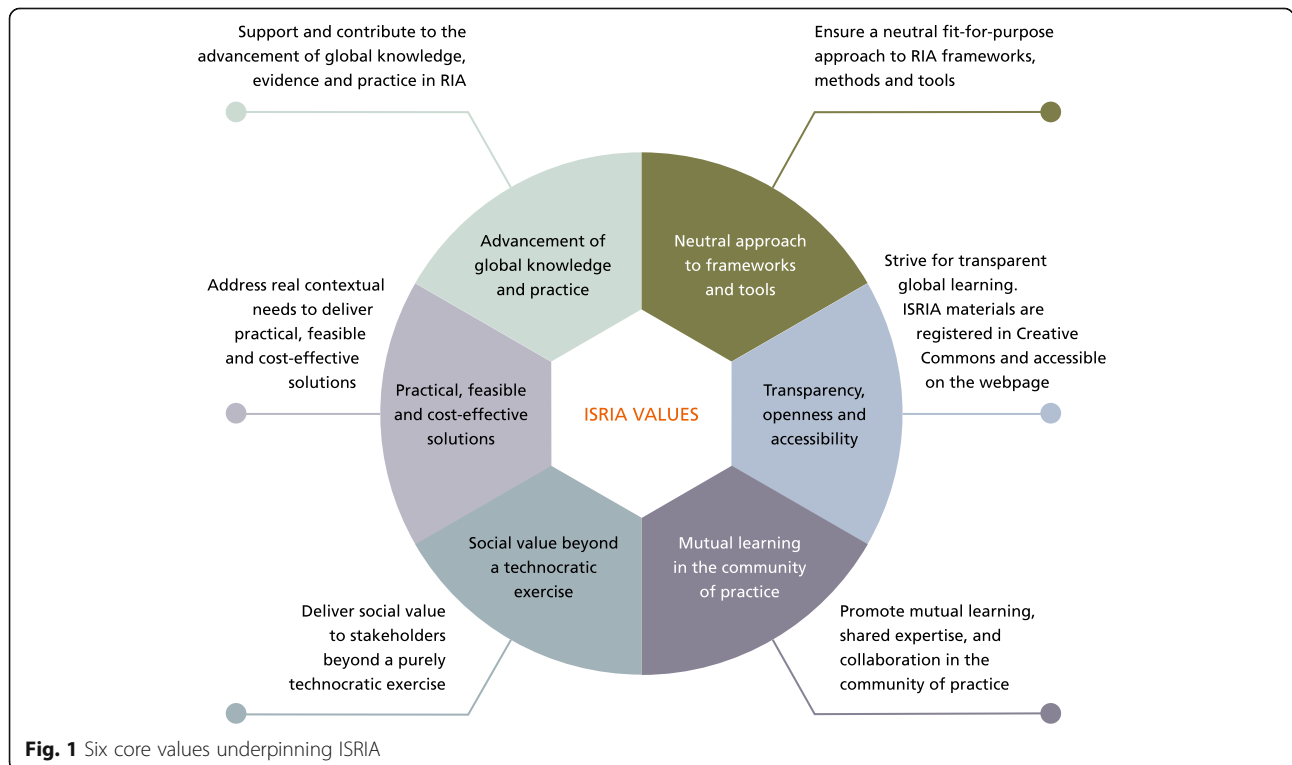 Support and contribute to the
advancement of global knowledge,
evidence and practice in RIA
Ensure a neutral fit-for-purpose
approach to RIA frameworks,
methods and tools
Advancement of
global knowledge
and practice
Neutral approach
to frameworks
and tools
Address real contextual
needs to deliver
practical, feasible
and cost-effective
solutions
Strive for transparent
global learning.
ISRIA materials are
registered in Creative
Commons and accessible
on the webpage
Practical, feasible
and cost-effective
solutions
ISRIA VALUES
Transparency,
openness and
accessibility
Social value beyond
a technocratic
exercise
Mutual learning
in the community
of practice
Deliver social value
to stakeholders
beyond a purely
technocratic exercise
Promote mutual learning,
shared expertise, and
collaboration in the
community of practice
Fig. 1 Six core values underpinning ISRIA